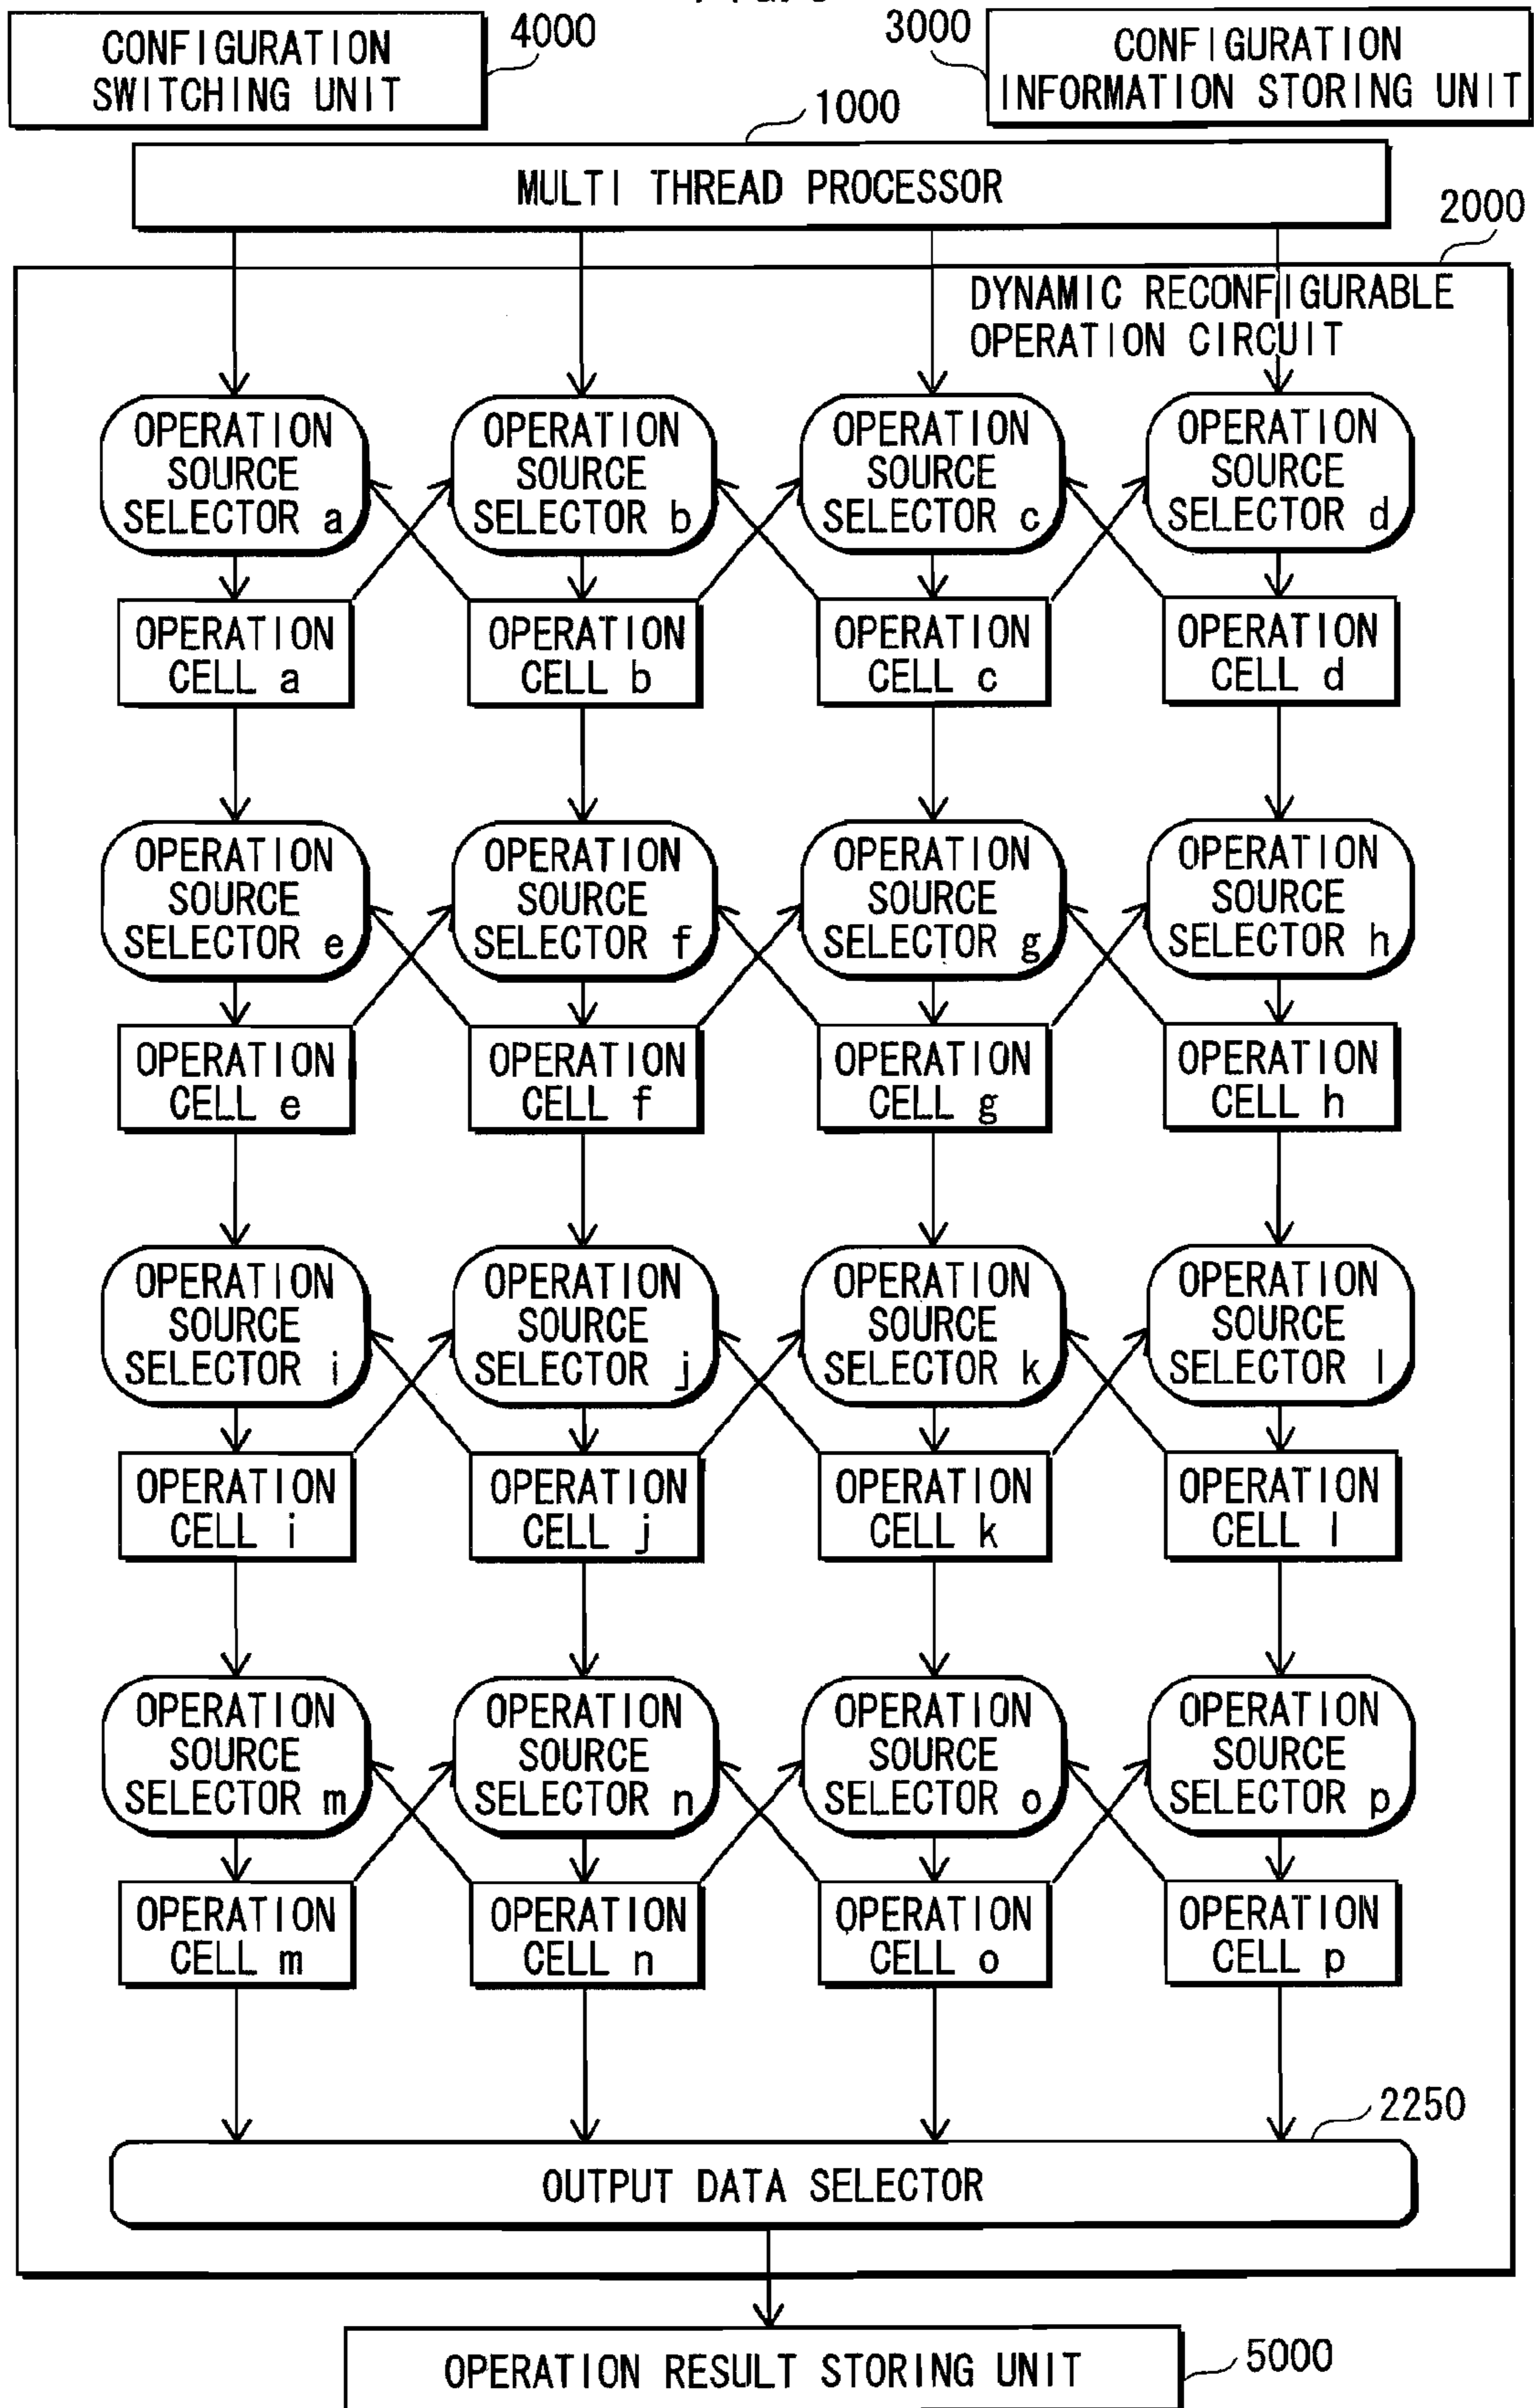 CONFIGURATION
SWITCHING UNIT
4000
3000
CONFIGURATION
INFORMATION STORING UNIT
1000
MULTI THREAD PROCESSOR
2000
DYNAMIC RECONFIGURABLE
OPERATION CIRCUIT
OPERATION
SOURCE
SELECTOR a
OPERATION
SOURCE
SELECTOR b
OPERATION
SOURCE
SELECTOR c
OPERATION
SOURCE
SELECTOR d
OPERATION
CELL a
OPERATION
CELL b
OPERATION
CELL c
OPERATION
CELL d
OPERATION
SOURCE
SELECTOR e
OPERATION
SOURCE
SELECTOR f
OPERATION
SOURCE
SELECTOR g
OPERATION
SOURCE
SELECTOR h
OPERATION
CELL e
OPERATION
CELL f
OPERATION
CELL g
OPERATION
CELL h
OPERATION
SOURCE
SELECTOR i
OPERATION
SOURCE
SELECTOR j
OPERATION
SOURCE
SELECTOR k
OPERATION
SOURCE
SELECTOR l
OPERATION
CELL i
OPERATION
CELL j
OPERATION
CELL k
OPERATION
CELL l
OPERATION
SOURCE
SELECTOR m
OPERATION
SOURCE
SELECTOR n
OPERATION
SOURCE
SELECTOR o
OPERATION
SOURCE
SELECTOR p
OPERATION
CELL m
OPERATION
CELL n
OPERATION
CELL o
OPERATION
CELL p
2250
OUTPUT DATA SELECTOR
OPERATION RESULT STORING UNIT
5000